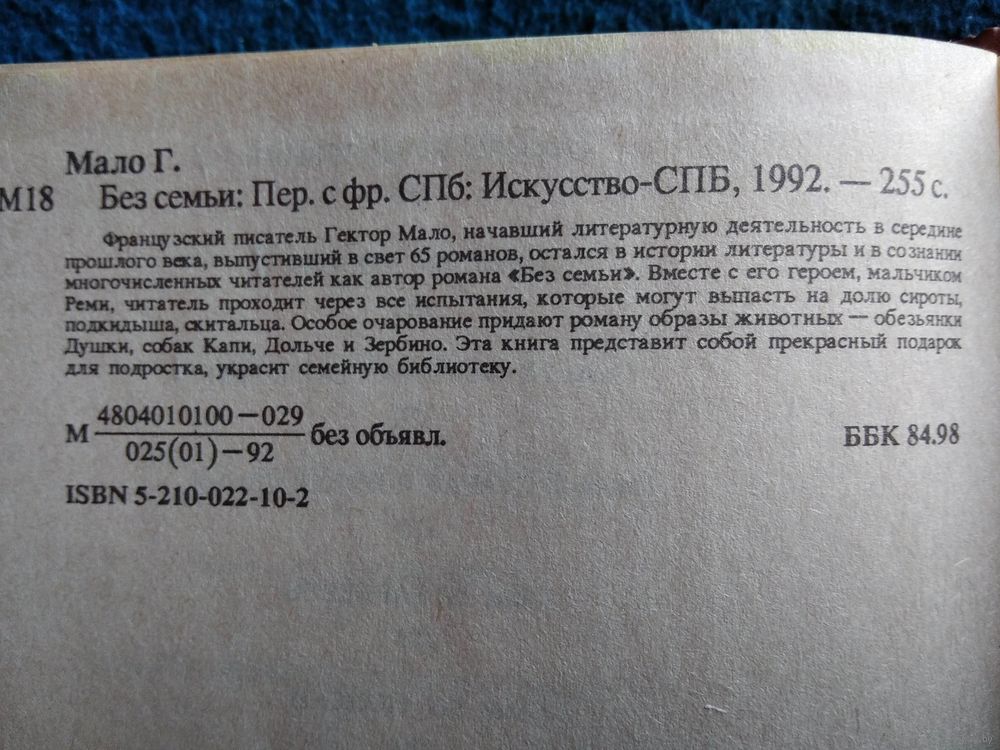 Мало Г.
М18 Без семьи: Пер. с фр. СПб: Искусство-СПБ, 1992. — 255 с.
Французский писатель Гектор Мало, начавший литературную деятельность в середине
прошлого века, выпустивший в свет 65 романов, остался в истории литературы и в сознании
многочисленных читателей как автор романа «Без семьи». Вместе с его героем, мальчиком
Реми, читатель проходит через все испытания, которые могут выпасть на долю сироты,
подкидыша, скитальца. Особое очарование придают роману образы животных — обезьянки
Душки, собак Капи, Дольче и Зербино. Эта книга представит собой прекрасный подарок
для подростка, украсит семейную библиотеку.
4804010100—029
М без объявл. ББК 84.98
025(01)—92
ISBN 5-210-022-10-2